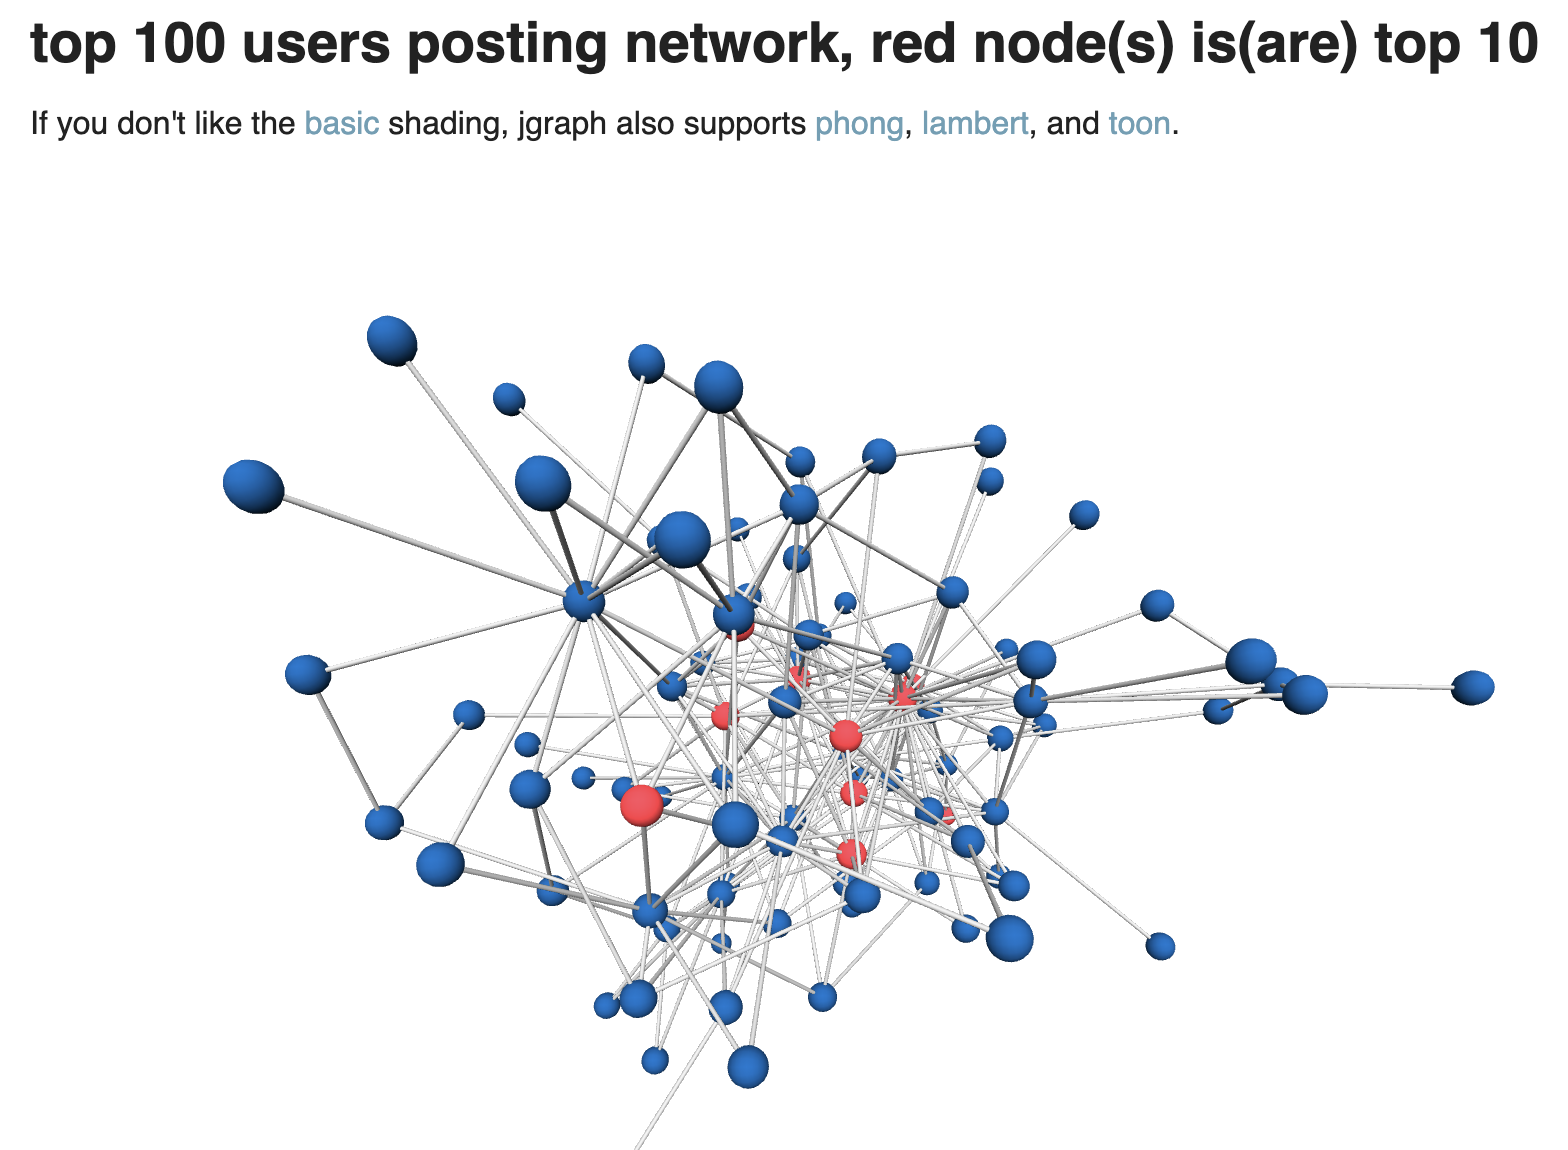 top 100 users posting network, red node(s) is(are) top 10
If you don't like the basic shading, jgraph also supports phong, lambert, and toon.